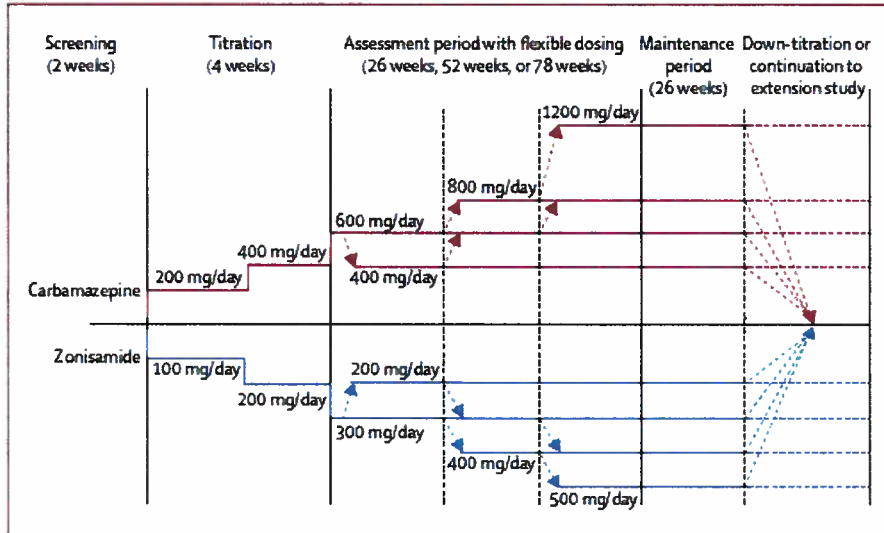 Screening
(2 weeks)
Titration
(4 weeks)
Assessment period with flexible dosing
(26 weeks, 52 weeks, or 78 weeks)
Maintenance
period
(26 weeks)
Down-titration or
continuation to
extension study
1200 mg/day
800 mg/day
600 mg/day
400 mg/day
400 mg/day
200 mg/day
Carbamazepine
Zonisamide
100 mg/day
200 mg/day
200 mg/day
300 mg/day
400 mg/day
500 mg/day